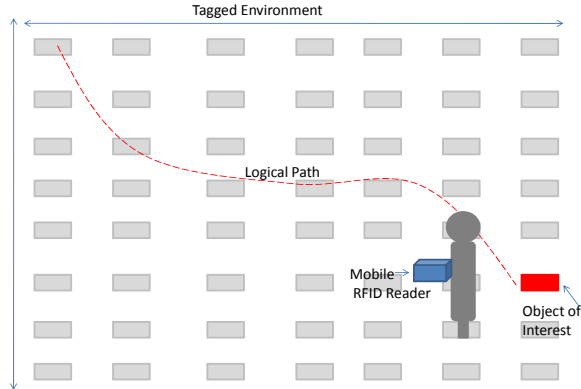 Tagged Environment
Logical Path
Mobile
RFID Reader
Object of
Interest